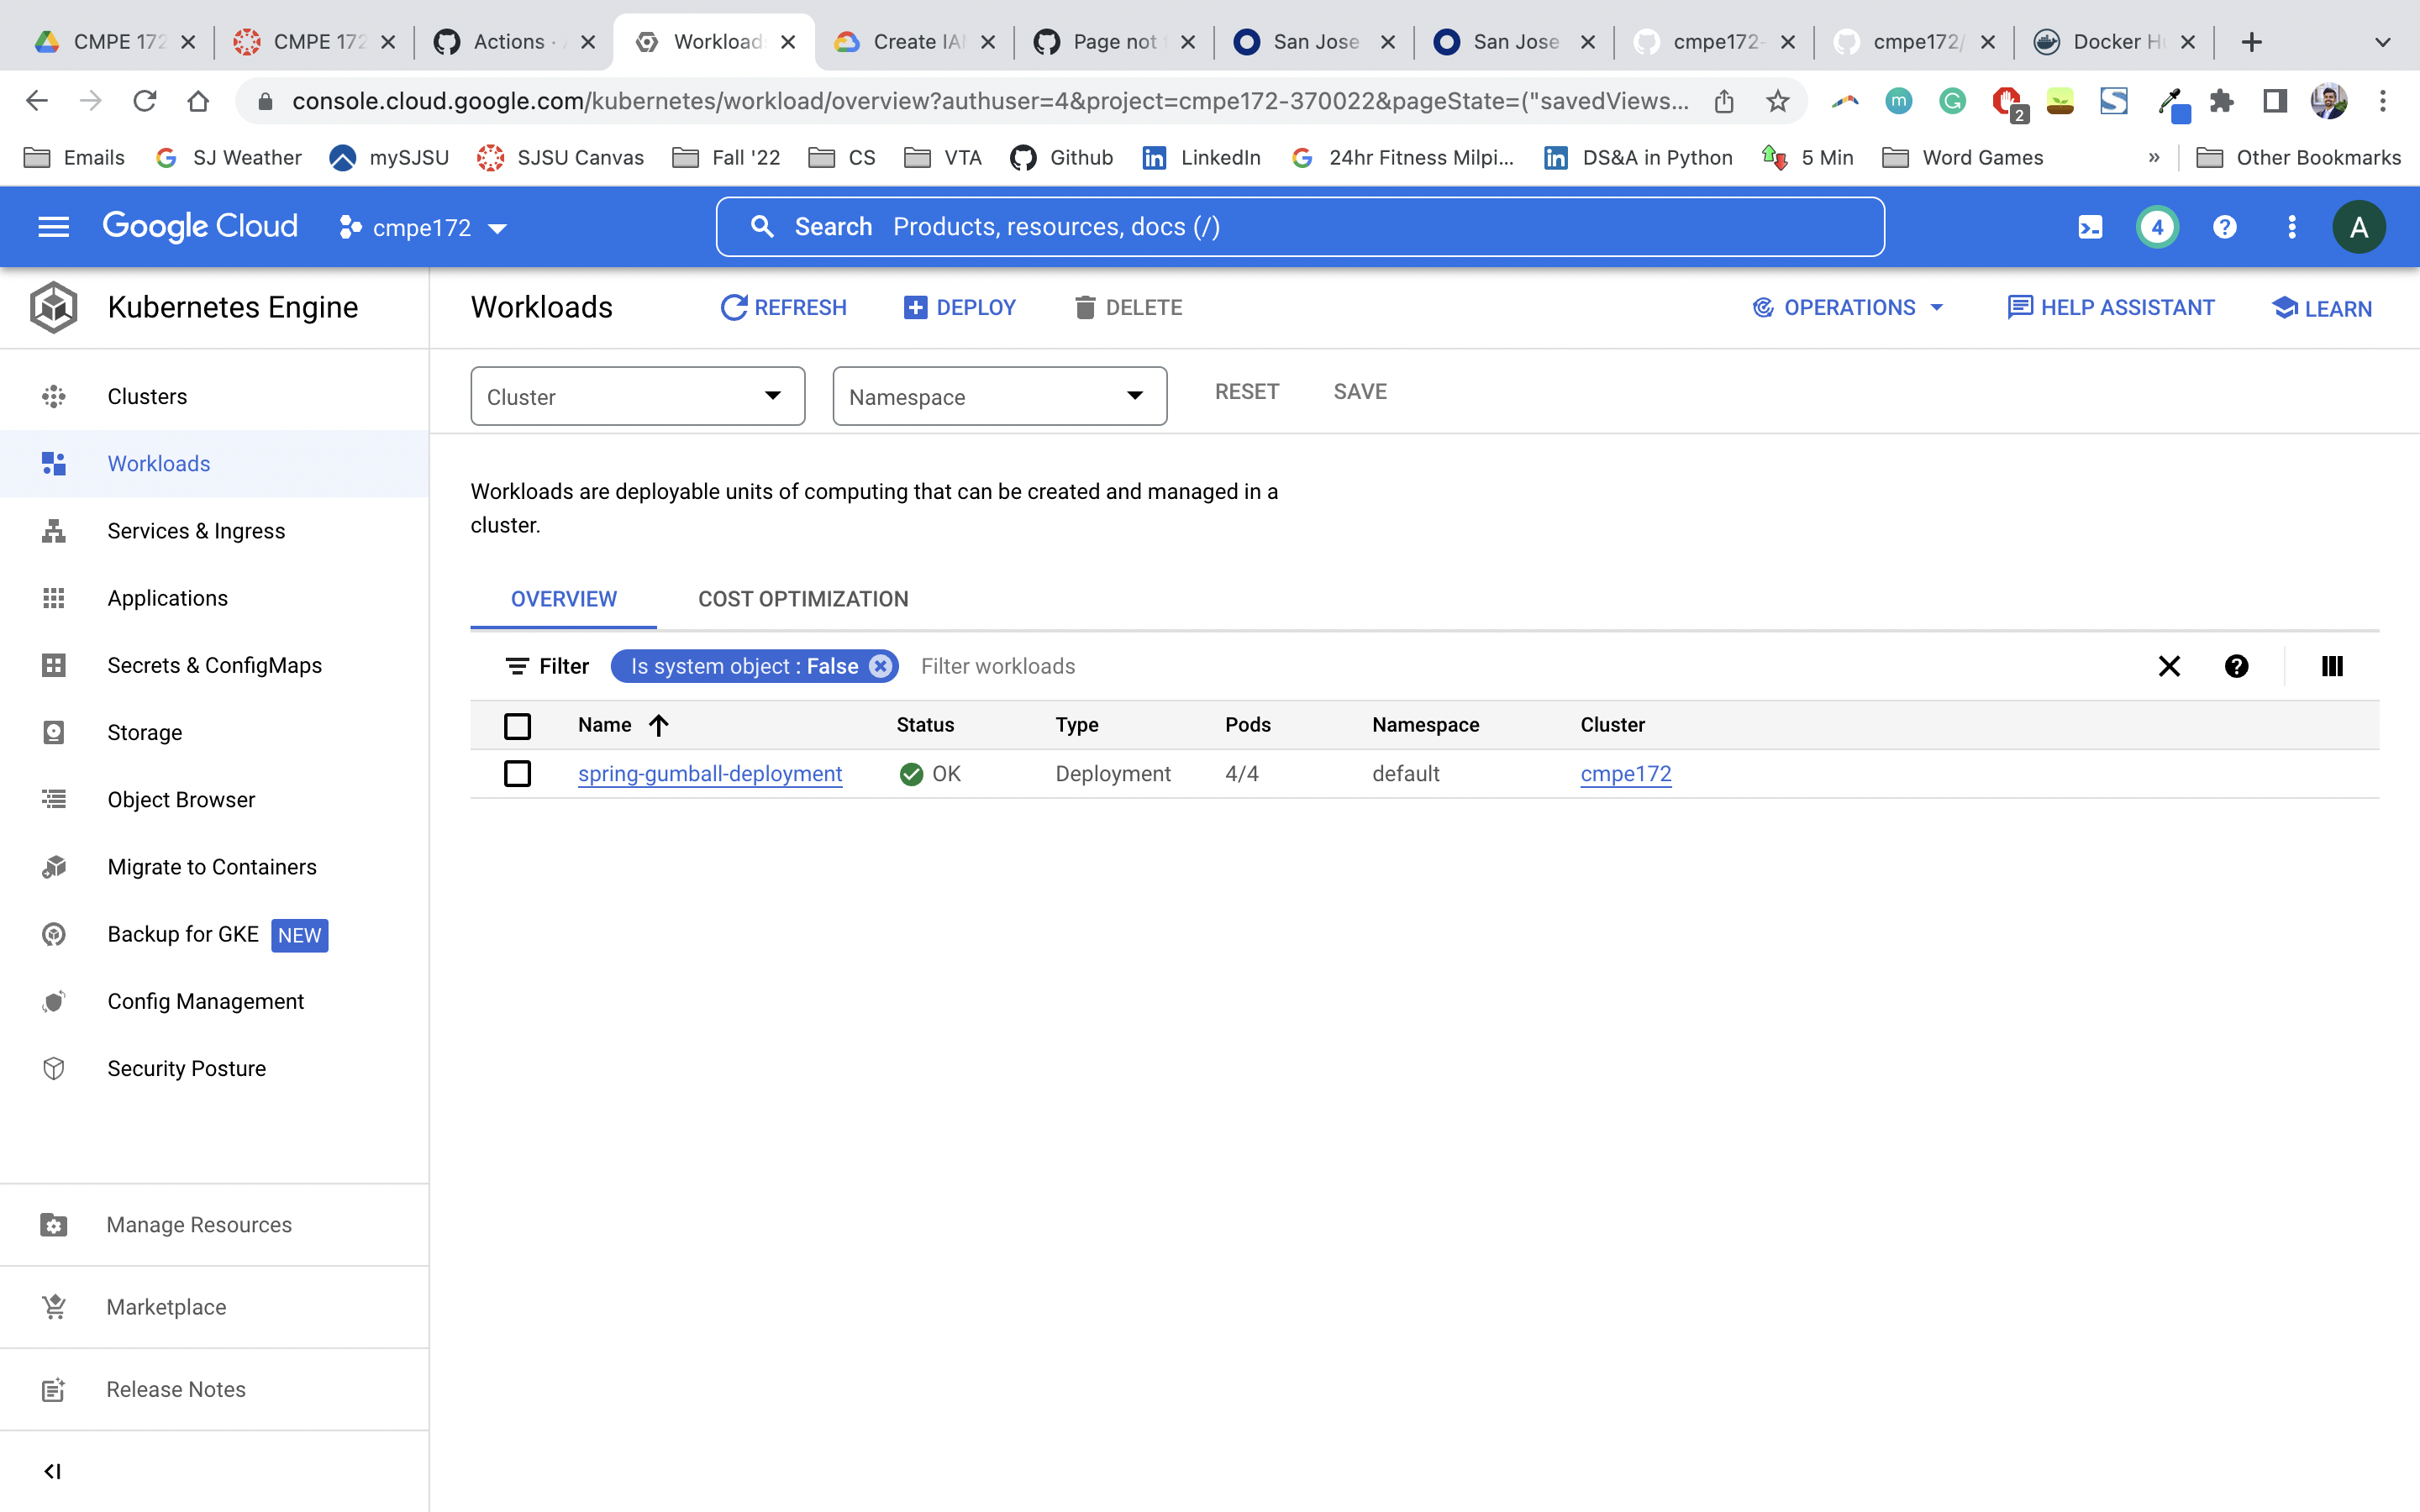 CMPE 172 CMPE 172 Actions · Workload Create IA Page not San Jose San Jose cmpe172- cmpe172/ Docker H
console.cloud.google.com/kubernetes/workload/overview?authuser=4&project=cmpe172-370022&pageState=("savedViews... 2
Emails SJ Weather mySJSU SJSU Canvas Fall '22 CS VTA Github LinkedIn 24hr Fitness Milpi... DS&A in Python 5 Min Word Games » Other Bookmarks
Google Cloud cmpe172 Search Products, resources, docs (/) 4 A
Kubernetes Engine
Workloads REFRESH DEPLOY DELETE OPERATIONS HELP ASSISTANT LEARN
Clusters
Workloads
Services & Ingress
Applications
Secrets & ConfigMaps
Storage
Object Browser
Migrate to Containers
Backup for GKE NEW
Config Management
Security Posture
Manage Resources
Marketplace
Release Notes
Cluster Namespace RESET SAVE
Workloads are deployable units of computing that can be created and managed in a
cluster.
OVERVIEW COST OPTIMIZATION
Filter Is system object : False Filter workloads
Name Status Type Pods Namespace Cluster
spring-gumball-deployment OK Deployment 4/4 default cmpe172